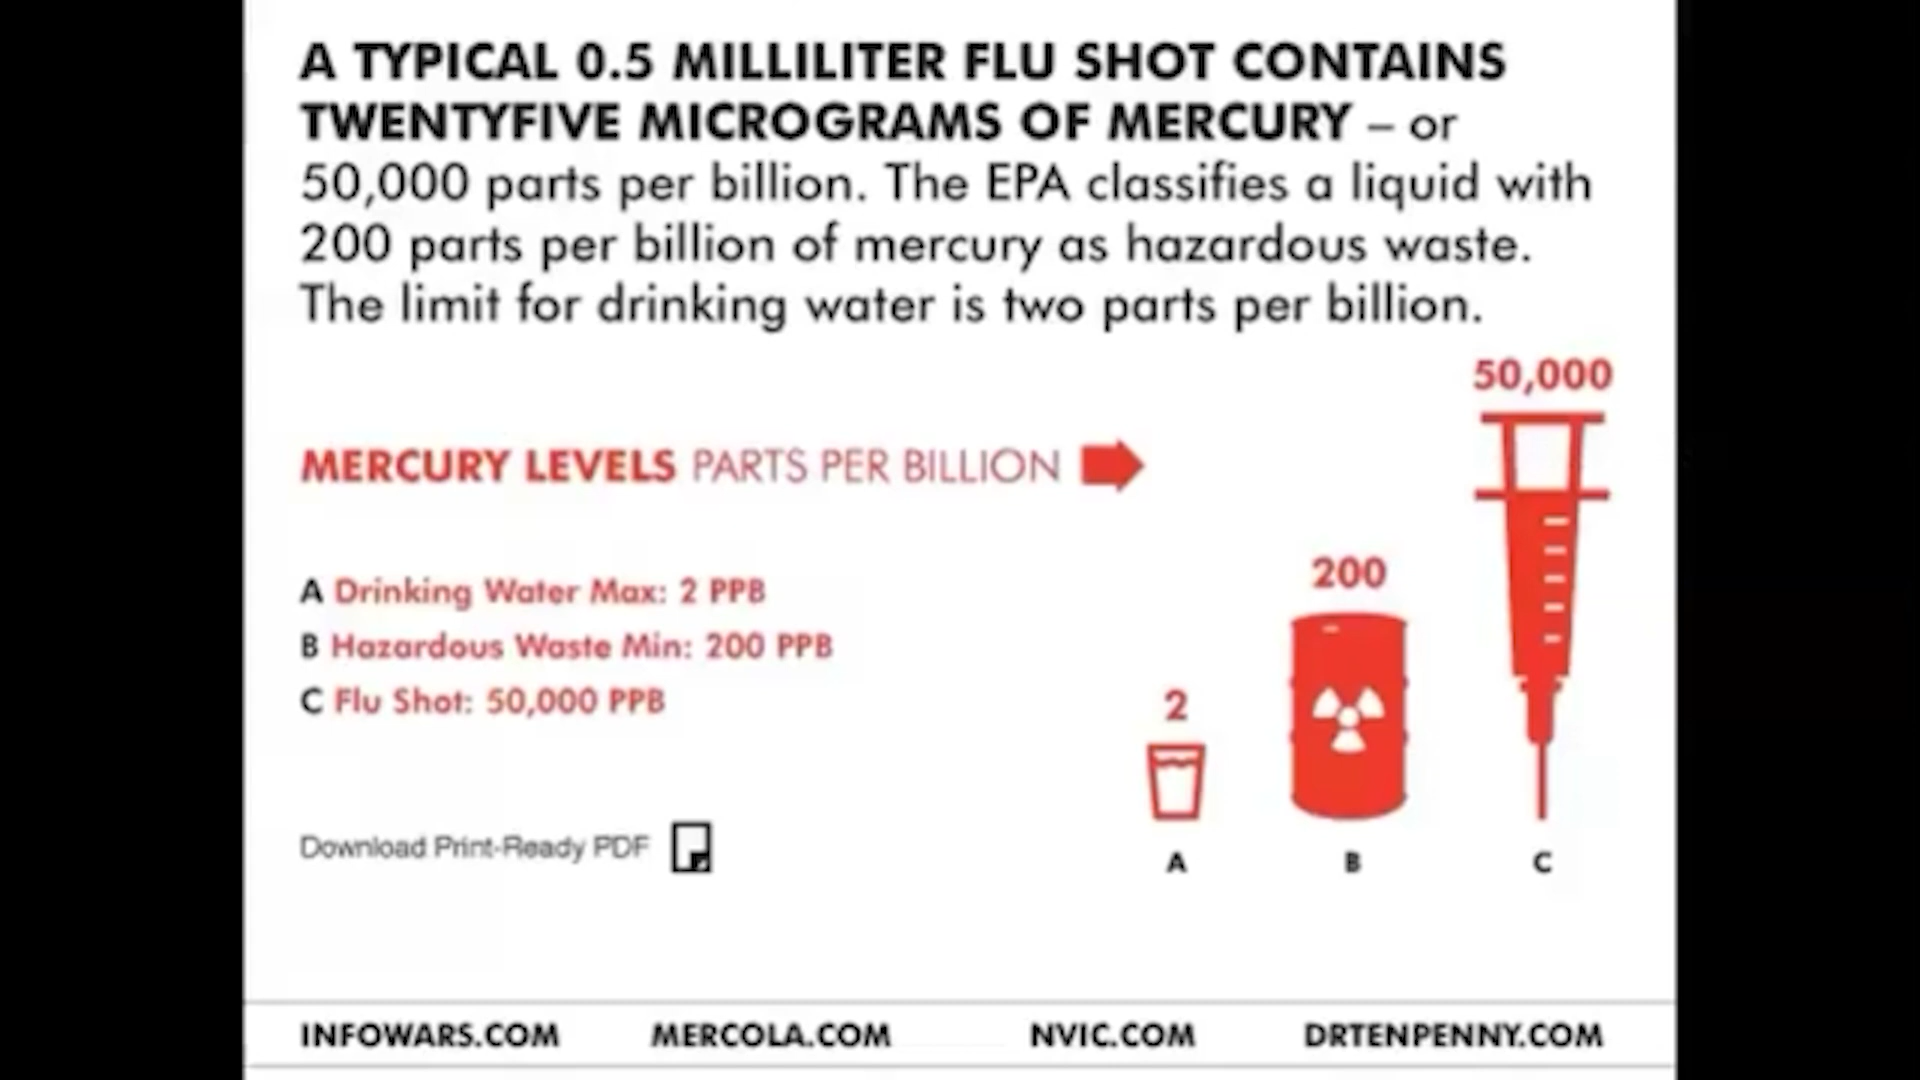 A TYPICAL 0.5 MILLILITER FLU SHOT CONTAINS
TWENTYFIVE MICROGRAMS OF MERCURY – or
50,000 parts per billion. The EPA classifies a liquid with
200 parts per billion of mercury as hazardous waste.
The limit for drinking water is two parts per billion.
50,000
MERCURY LEVELS PARTS PER BILLION
200
A Drinking Water Max: 2 PPB
B Hazardous Waste Min: 200 PPB
C Flu Shot: 50,000 PPB
2
Download Print-Ready PDF
A B C
INFOWARS.COM MERCOLA.COM NVIC.COM DRTENPENNY.COM